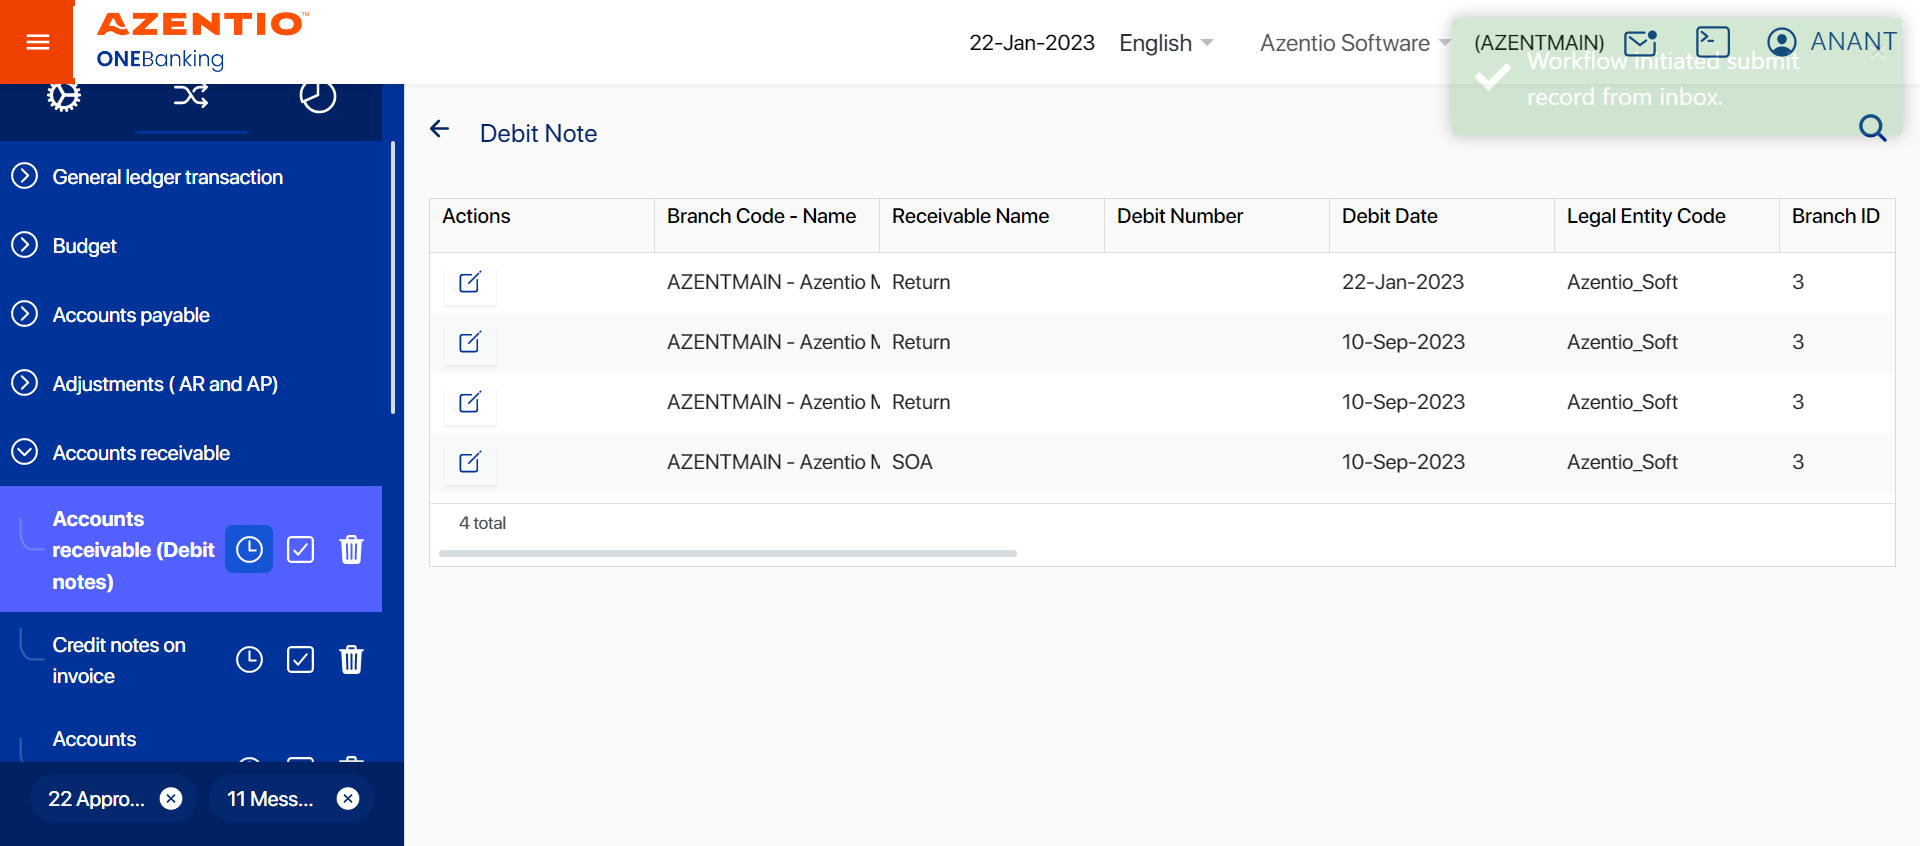 AZENTIO™
ONEBanking
22-Jan-2023 English Azentio Software (AZENTMAIN) ANANT
Workflow initiated submit
record from inbox.
General ledger transaction
Budget
Accounts payable
Adjustments ( AR and AP)
Accounts receivable
Accounts
receivable (Debit
notes)
Credit notes on
invoice
Accounts
22 Appro...
11 Mess...
Debit Note
Actions Branch Code - Name Receivable Name Debit Number Debit Date Legal Entity Code Branch ID
AZENTMAIN - Azentio M Return 22-Jan-2023 Azentio_Soft 3
AZENTMAIN - Azentio M Return 10-Sep-2023 Azentio_Soft 3
AZENTMAIN - Azentio M Return 10-Sep-2023 Azentio_Soft 3
AZENTMAIN - Azentio M SOA 10-Sep-2023 Azentio_Soft 3
4 total